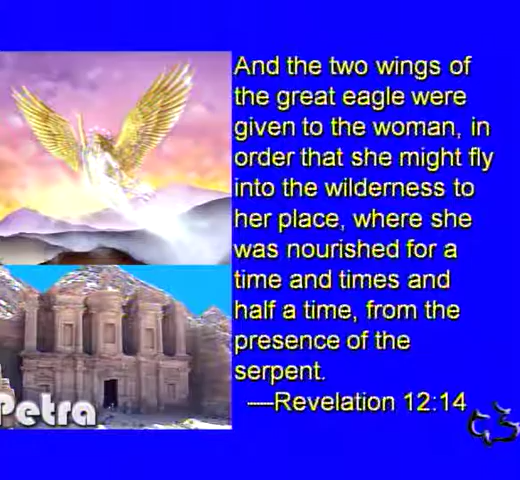 And the two wings of
the great eagle were
given to the woman, in
order that she might fly
into the wilderness to
her place, where she
was nourished for a
time and times and
half a time, from the
presence of the
serpent.
—Revelation 12:14
Petra